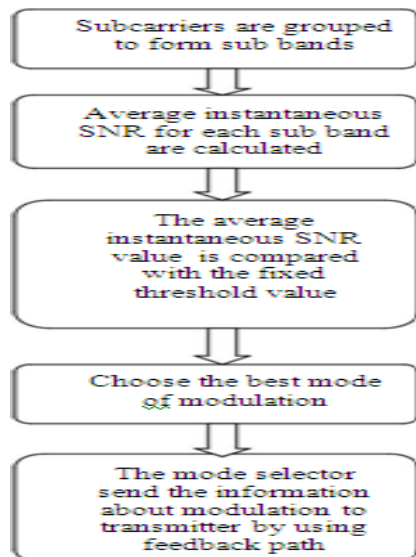 Subcarriers are grouped
to form sub bands
Average instantaneous
SNR for each sub band
are calculated
The average
instantaneous SNR
value is compared
with the fixed
threshold value
Choose the best mode
of modulation
The mode selector
send the information
about modulation to
transmitter by using
feedback path